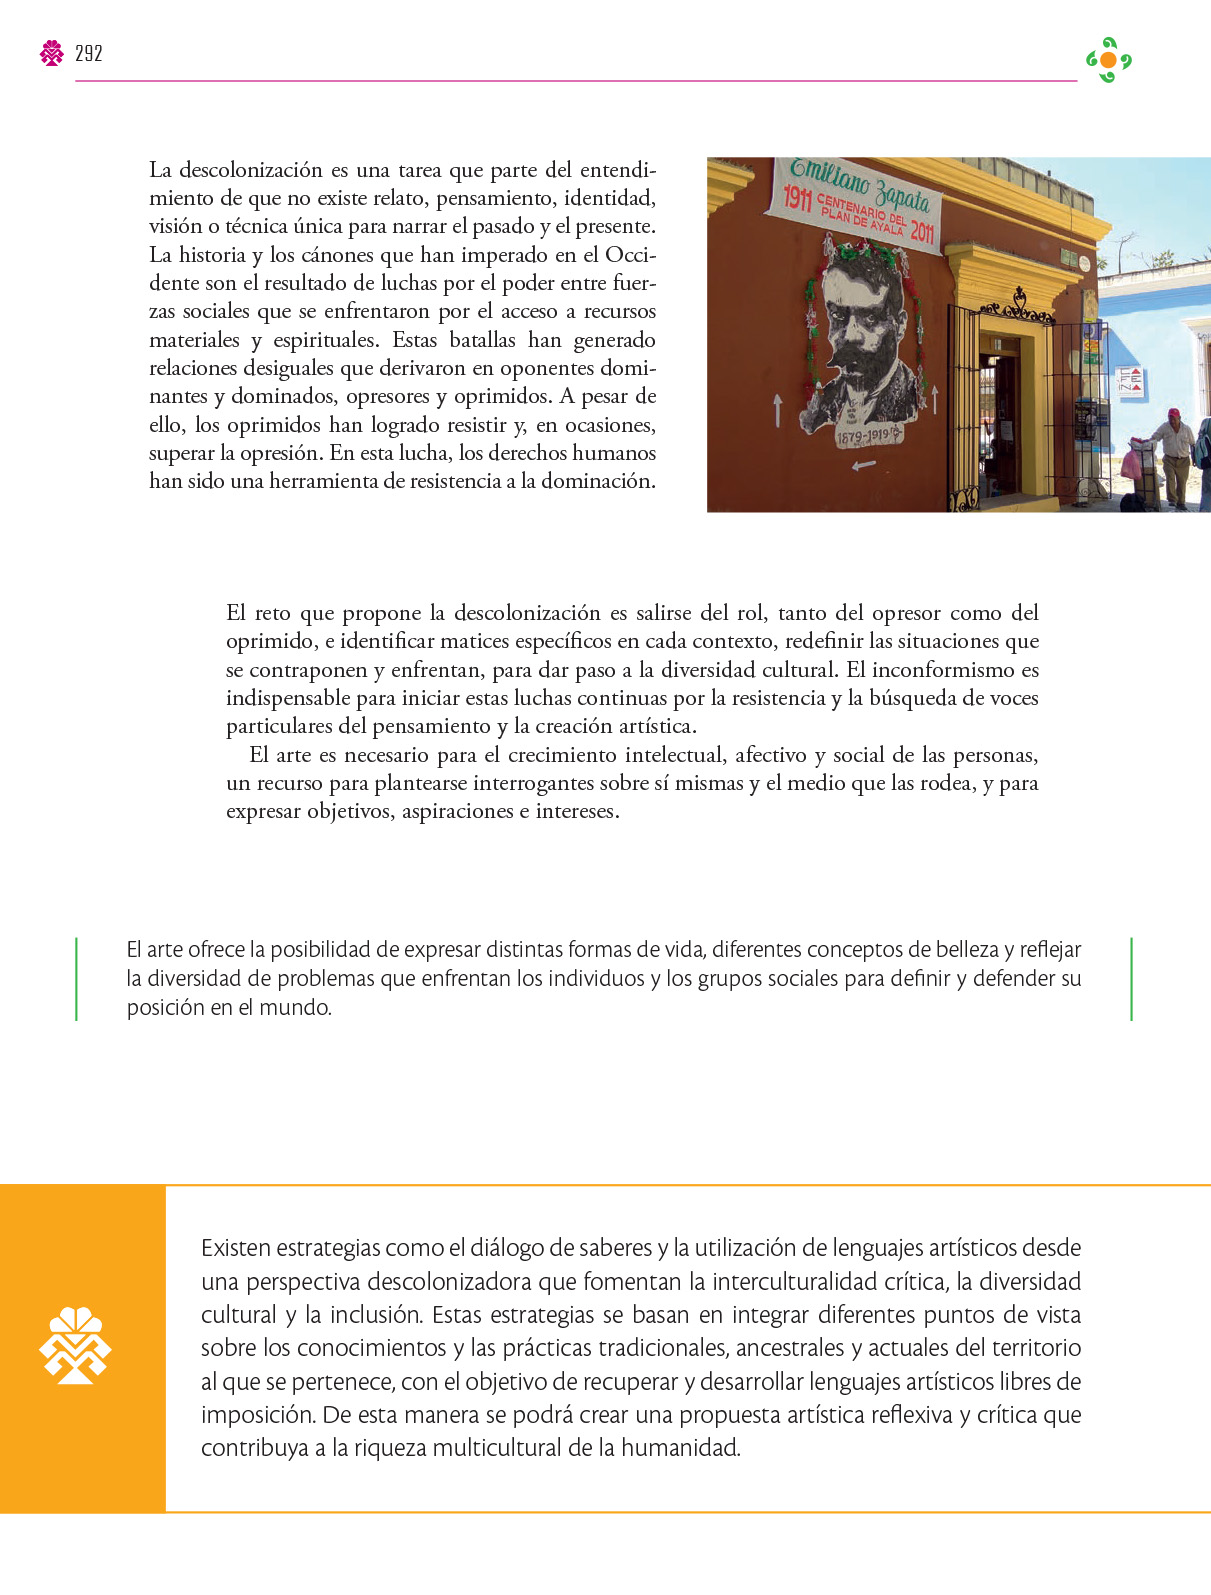 292
La descolonización es una tarea que parte del entendi-
miento de que no existe relato, pensamiento, identidad,
visión o técnica única para narrar el pasado y el presente.
La historia y los cánones que han imperado en el Occi-
dente son el resultado de luchas por el poder entre fuer-
zas sociales que se enfrentaron por el acceso a recursos
materiales y espirituales. Estas batallas han generado
relaciones desiguales que derivaron en oponentes domi-
nantes y dominados, opresores y oprimidos. A pesar de
ello, los oprimidos han logrado resistir y, en ocasiones,
superar la opresión. En esta lucha, los derechos humanos
han sido una herramienta de resistencia a la dominación.
Emiliano Zapata
1911 CENTENARIO DEL
PLAN DE AYALA 2011
1879-1919
CA
FE
ÍNA
El reto que propone la descolonización es salirse del rol, tanto del opresor como del
oprimido, e identificar matices específicos en cada contexto, redefinir las situaciones que
se contraponen y enfrentan, para dar paso a la diversidad cultural. El inconformismo es
indispensable para iniciar estas luchas continuas por la resistencia y la búsqueda de voces
particulares del pensamiento y la creación artística.
El arte es necesario para el crecimiento intelectual, afectivo y social de las personas,
un recurso para plantearse interrogantes sobre sí mismas y el medio que las rodea, y para
expresar objetivos, aspiraciones e intereses.
El arte ofrece la posibilidad de expresar distintas formas de vida, diferentes conceptos de belleza y reflejar
la diversidad de problemas que enfrentan los individuos y los grupos sociales para definir y defender su
posición en el mundo.
Existen estrategias como el diálogo de saberes y la utilización de lenguajes artísticos desde
una perspectiva descolonizadora que fomentan la interculturalidad crítica, la diversidad
cultural y la inclusión. Estas estrategias se basan en integrar diferentes puntos de vista
sobre los conocimientos y las prácticas tradicionales, ancestrales y actuales del territorio
al que se pertenece, con el objetivo de recuperar y desarrollar lenguajes artísticos libres de
imposición. De esta manera se podrá crear una propuesta artística reflexiva y crítica que
contribuya a la riqueza multicultural de la humanidad.